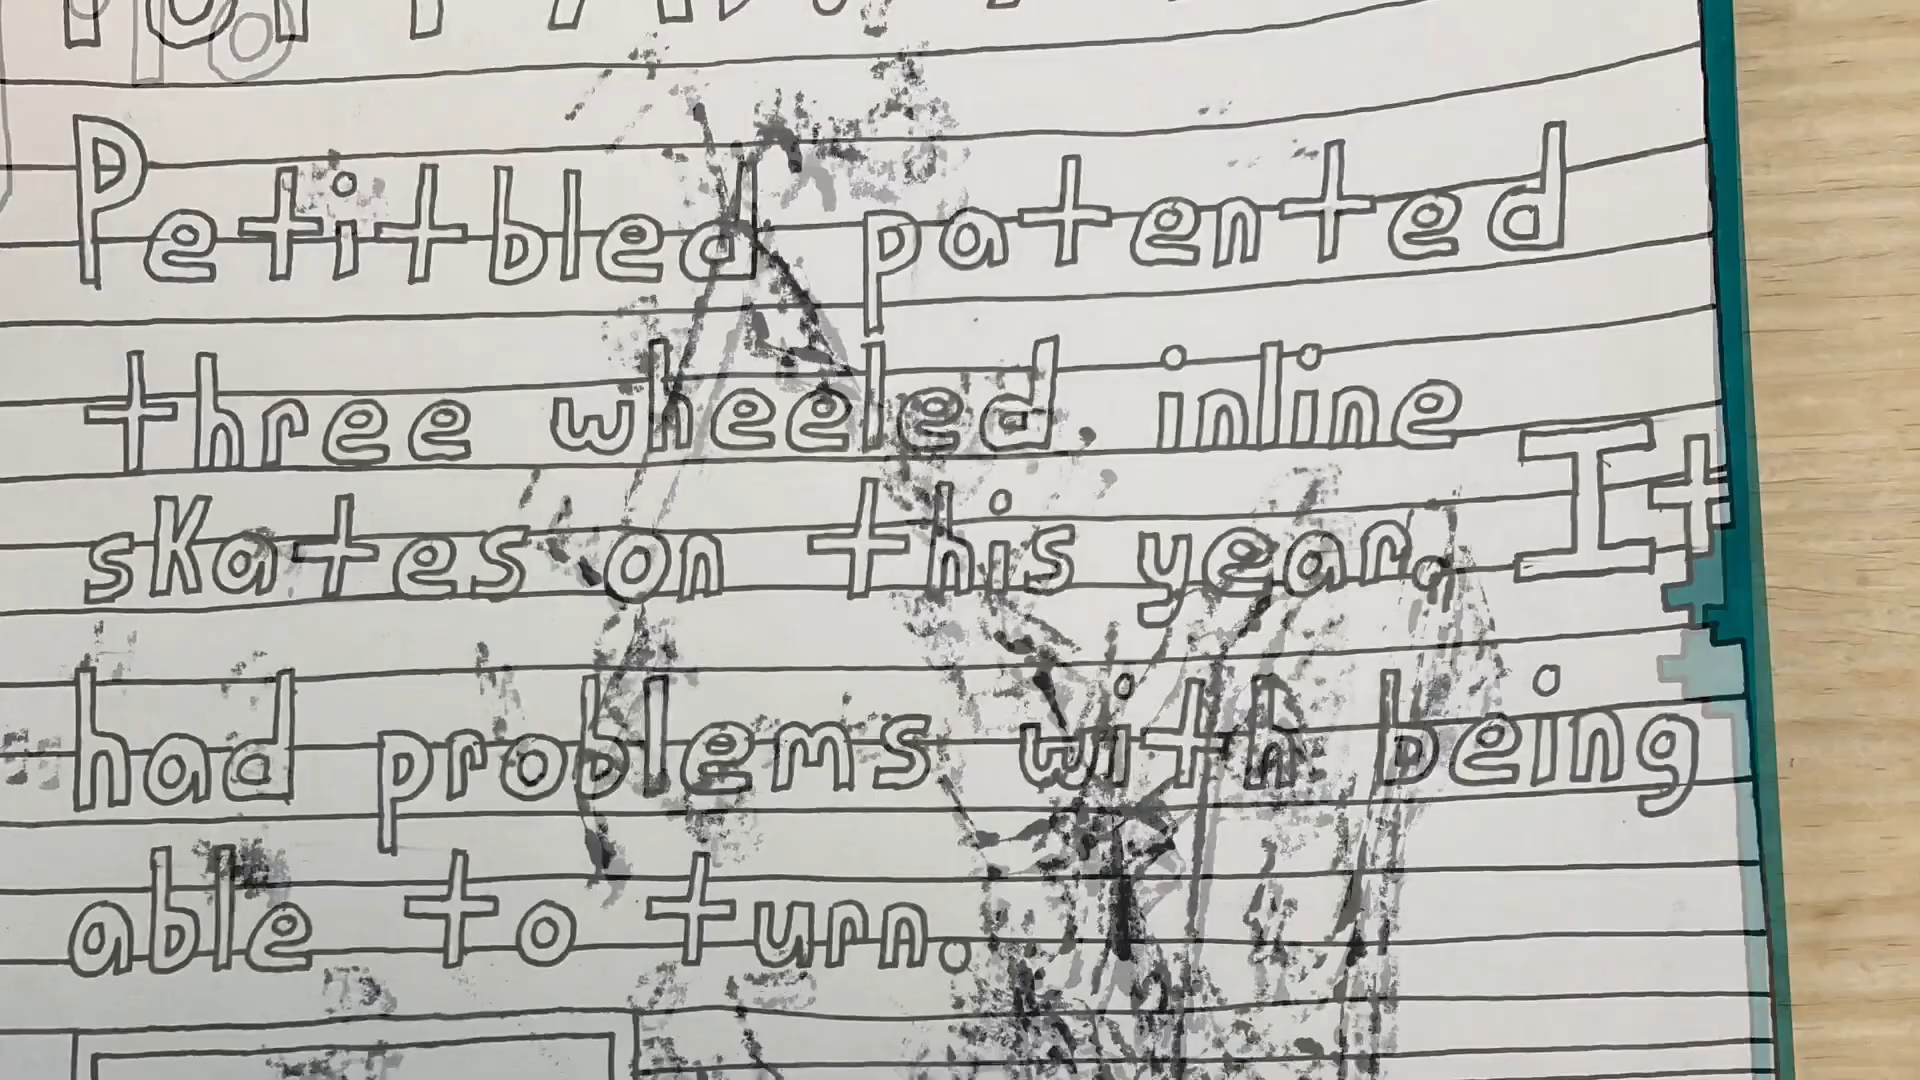 Petitbled patented
three wheeled. inline
skates on this year. It
had problems with being
able to turn.